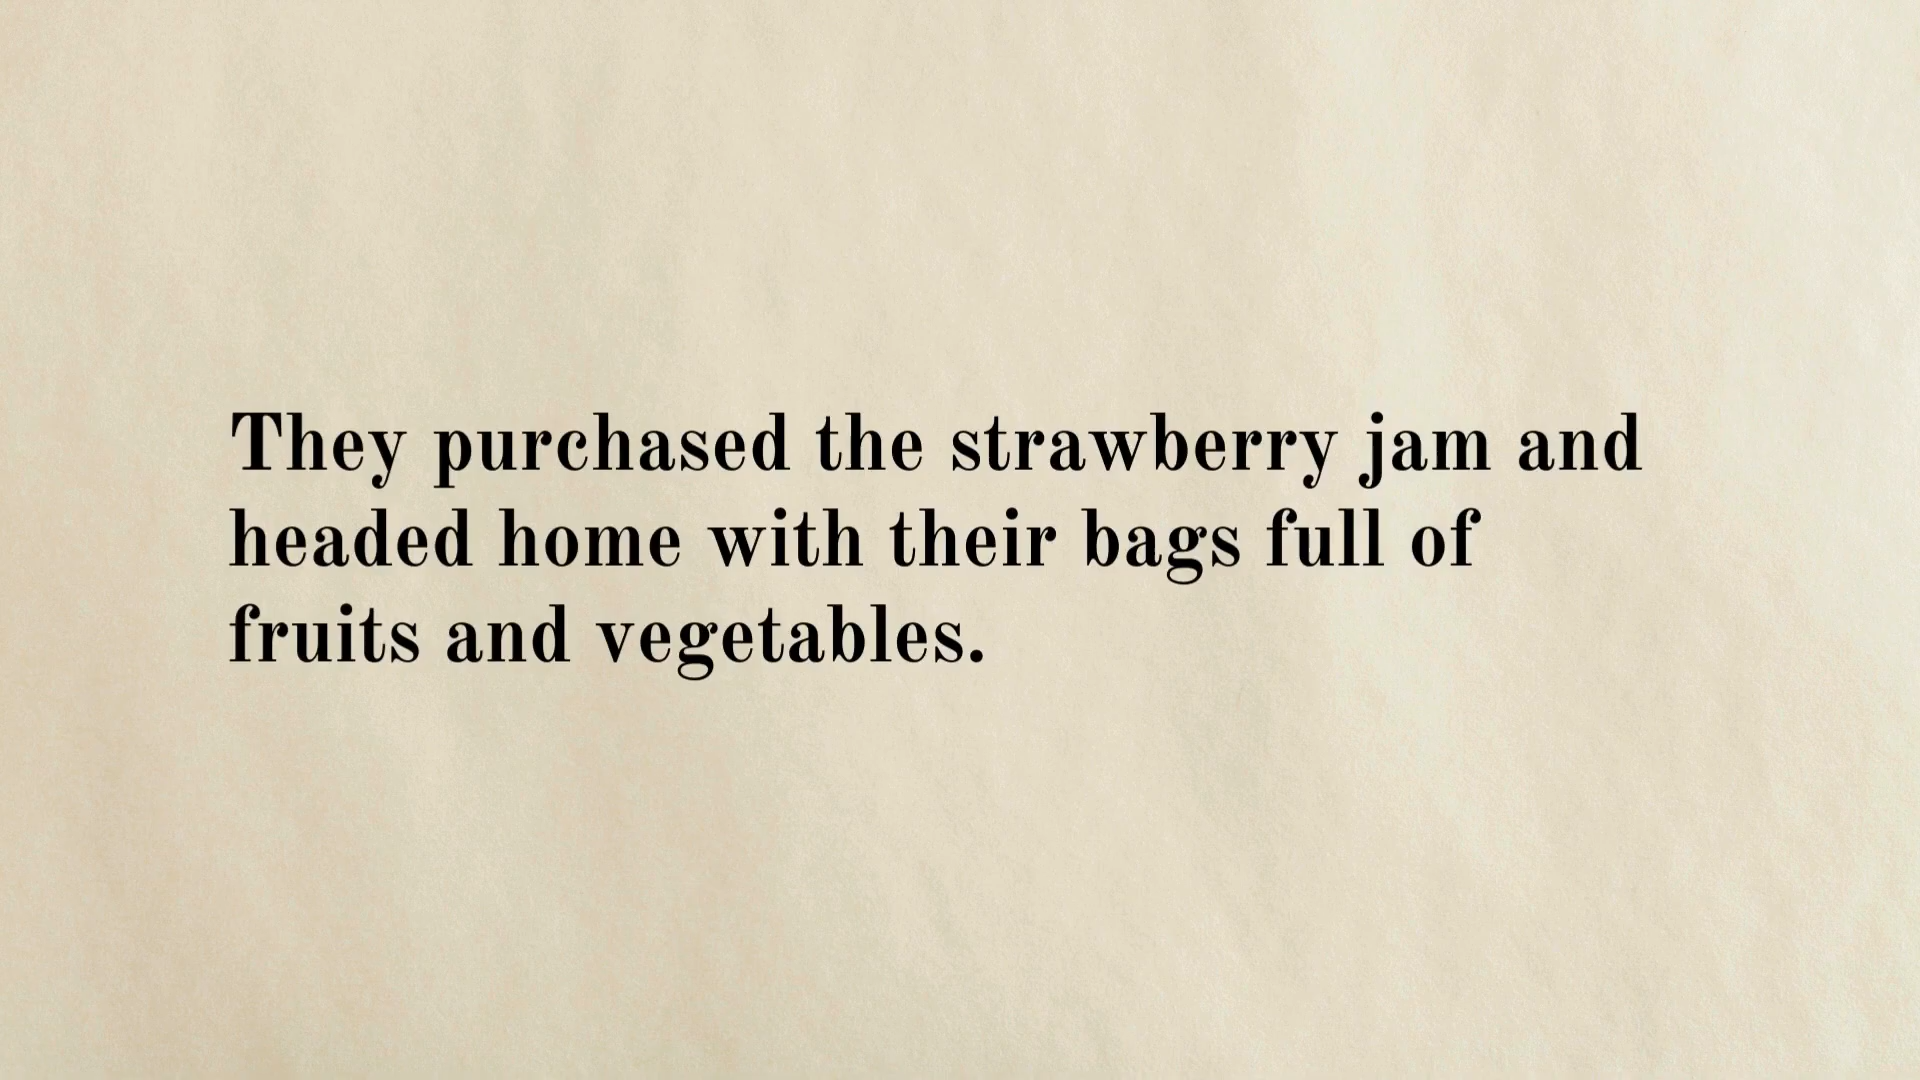 They purchased the strawberry jam and
headed home with their bags full of
fruits and vegetables.